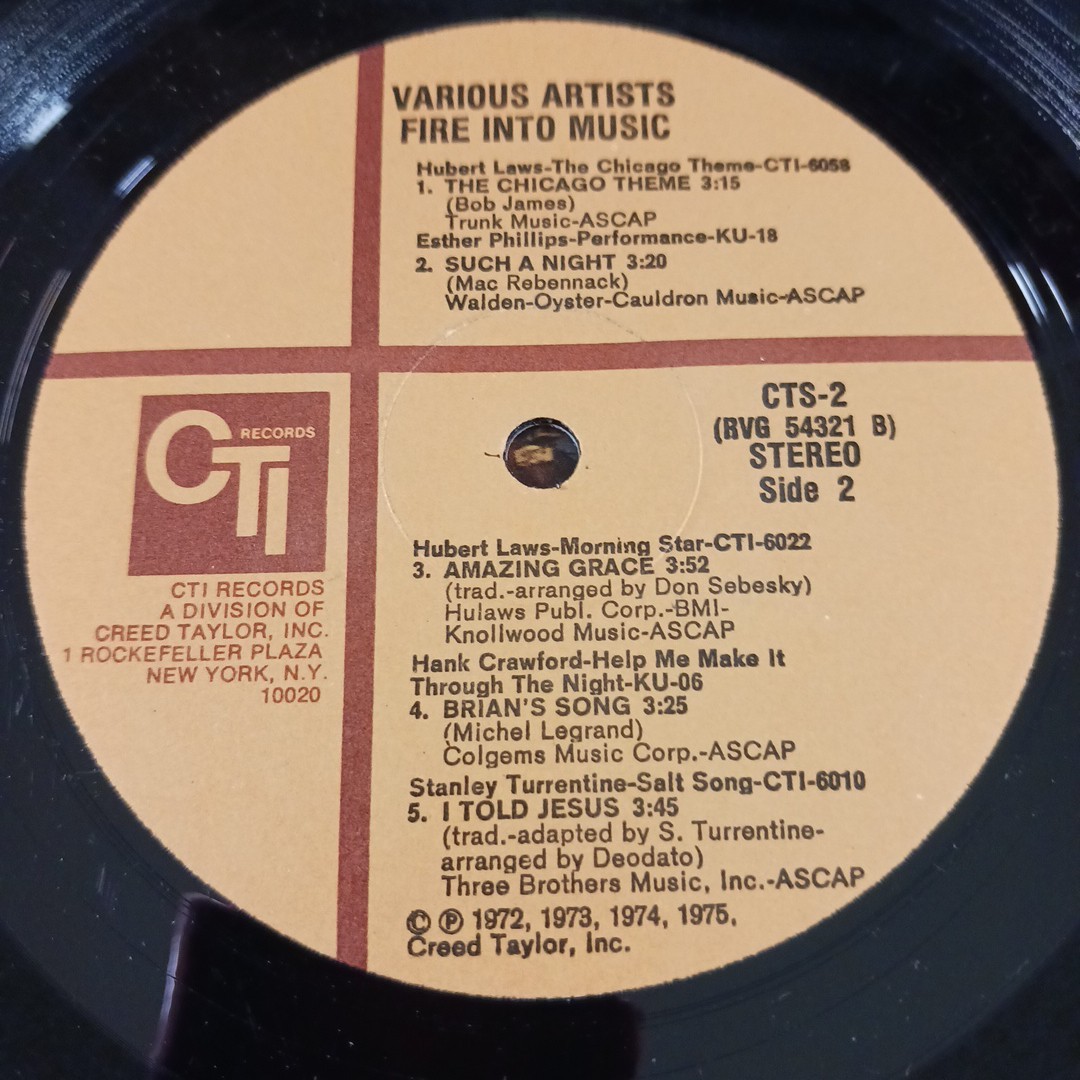 VARIOUS ARTISTS
FIRE INTO MUSIC
Hubert Laws-The Chicago Theme-CTI-6058
1. THE CHICAGO THEME 3:15
(Bob James)
Trunk Music-ASCAP
Esther Phillips-Performance-KU-18
2. SUCH A NIGHT 3:20
(Mac Rebennack)
Walden-Oyster-Cauldron Music-ASCAP
CTI RECORDS
CTI RECORDS
A DIVISION OF
CREED TAYLOR, INC.
1 ROCKEFELLER PLAZA
NEW YORK, N.Y.
10020
CTS-2
(RVG 54321 B)
STEREO
Side 2
Hubert Laws-Morning Star-CTI-6022
3. AMAZING GRACE 3:52
(trad.-arranged by Don Sebesky)
Hulaws Publ. Corp.-BMI-
Knollwood Music-ASCAP
Hank Crawford-Help Me Make It
Through The Night-KU-06
4. BRIAN'S SONG 3:25
(Michel Legrand)
Colgems Music Corp.-ASCAP
Stanley Turrentine-Salt Song-CTI-6010
5. I TOLD JESUS 3:45
(trad.-adapted by S. Turrentine-
arranged by Deodato)
Three Brothers Music, Inc.-ASCAP
© ℗ 1972, 1973, 1974, 1975,
Creed Taylor, Inc.